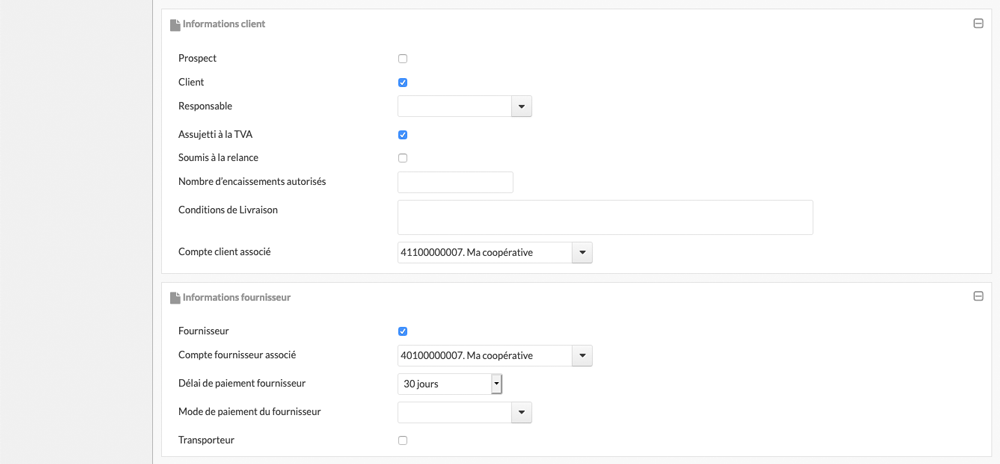 Informations client
Prospect
Client
Responsable
Assujetti à la TVA
Soumis à la relance
Nombre d'encaissements autorisés
Conditions de Livraison
Compte client associé 41100000007. Ma coopérative
Informations fournisseur
Fournisseur
Compte fournisseur associé 40100000007. Ma coopérative
Délai de paiement fournisseur 30 jours
Mode de paiement du fournisseur
Transporteur